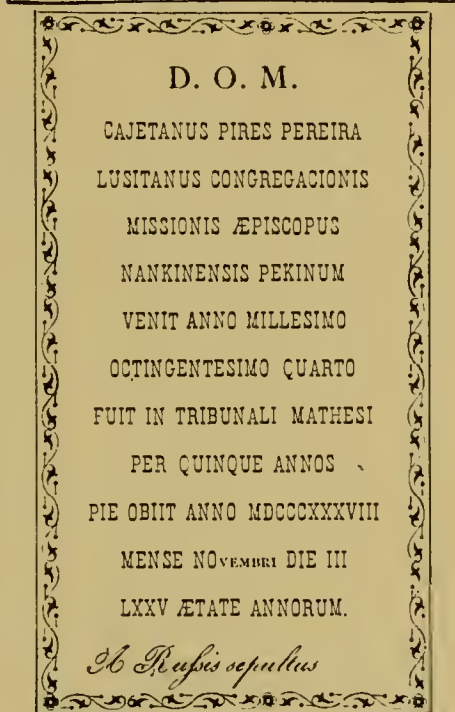 D. O. M.
CAJETANUS PIRES PEREIRA
LUSITANUS CONGREGACIONIS
MISSIONIS ÆPISCOPUS
NANKINENSIS PEKINUM
VENIT ANNO MILLESIMO
OCTINGENTESIMO QUARTO
FUIT IN TRIBUNALI MATHESI
PER QUINQUE ANNOS
PIE OBIIT ANNO MDCCCXXXVIII
MENSE NOVEMBRI DIE III
LXXV ÆTATE ANNORUM.
A Rufsis sepultus